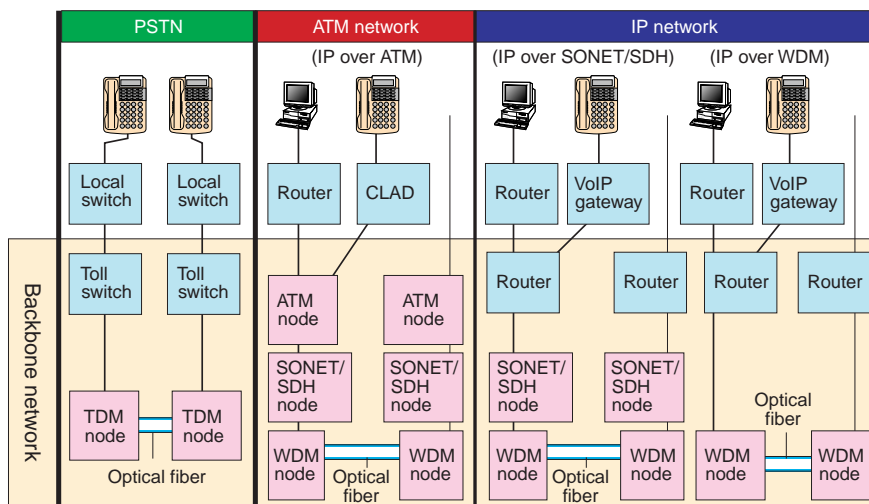 PSTN
ATM network
IP network
(IP over ATM)
(IP over SONET/SDH)
(IP over WDM)
Local
switch
Local
switch
Router
CLAD
Router
VoIP
gateway
Router
VoIP
gateway
Backbone network
Toll
switch
Toll
switch
ATM
node
ATM
node
Router
Router
Router
Router
SONET/
SDH
node
SONET/
SDH
node
SONET/
SDH
node
SONET/
SDH
node
TDM
node
TDM
node
Optical fiber
WDM
node
WDM
node
Optical
fiber
WDM
node
WDM
node
Optical
fiber
Optical
fiber
WDM
node
WDM
node